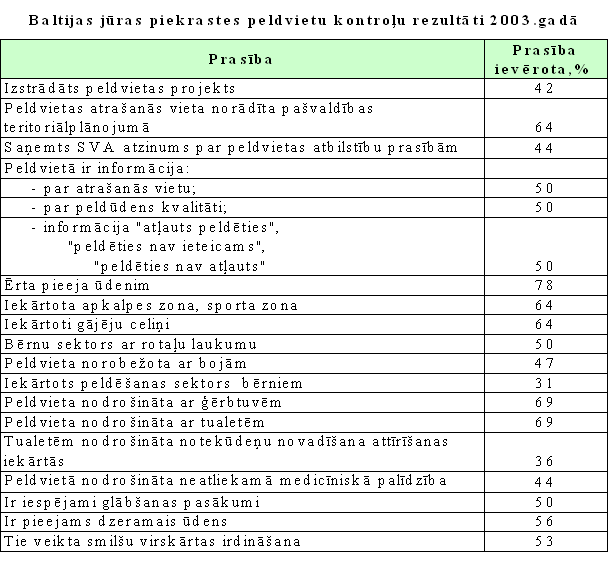 Baltijas jūras piekrastes peldvietu kontroļu rezultāti 2003.gadā
Prasība
Prasība
ievērota,%
Izstrādāts peldvietas projekts
42
Peldvietas atrašanās vieta norādīta pašvaldības
teritoriālplānojumā
64
Saņemts SVA atzinums par peldvietas atbilstību prasībām
44
Peldvietā ir informācija:
- par atrašanās vietu;
50
- par peldūdens kvalitāti;
50
- informācija "atļauts peldēties",
"peldēties nav ieteicams",
"peldēties nav atļauts"
50
Ērta pieeja ūdenim
78
Iekārtota apkalpes zona, sporta zona
64
Iekārtoti gājēju celiņi
64
Bērnu sektors ar rotaļu laukumu
50
Peldvieta norobežota ar bojām
47
Iekārtots peldēšanas sektors bērniem
31
Peldvieta nodrošināta ar ģērbtuvēm
69
Peldvieta nodrošināta ar tualetēm
69
Tualetēm nodrošināta notekūdeņu novadīšana attīrīšanas
iekārtās
36
Peldvietā nodrošināta neatliekamā medicīniskā palīdzība
44
Ir iespējami glābšanas pasākumi
50
Ir pieejams dzeramais ūdens
56
Tie veikta smilšu virskārtas irdināšana
53